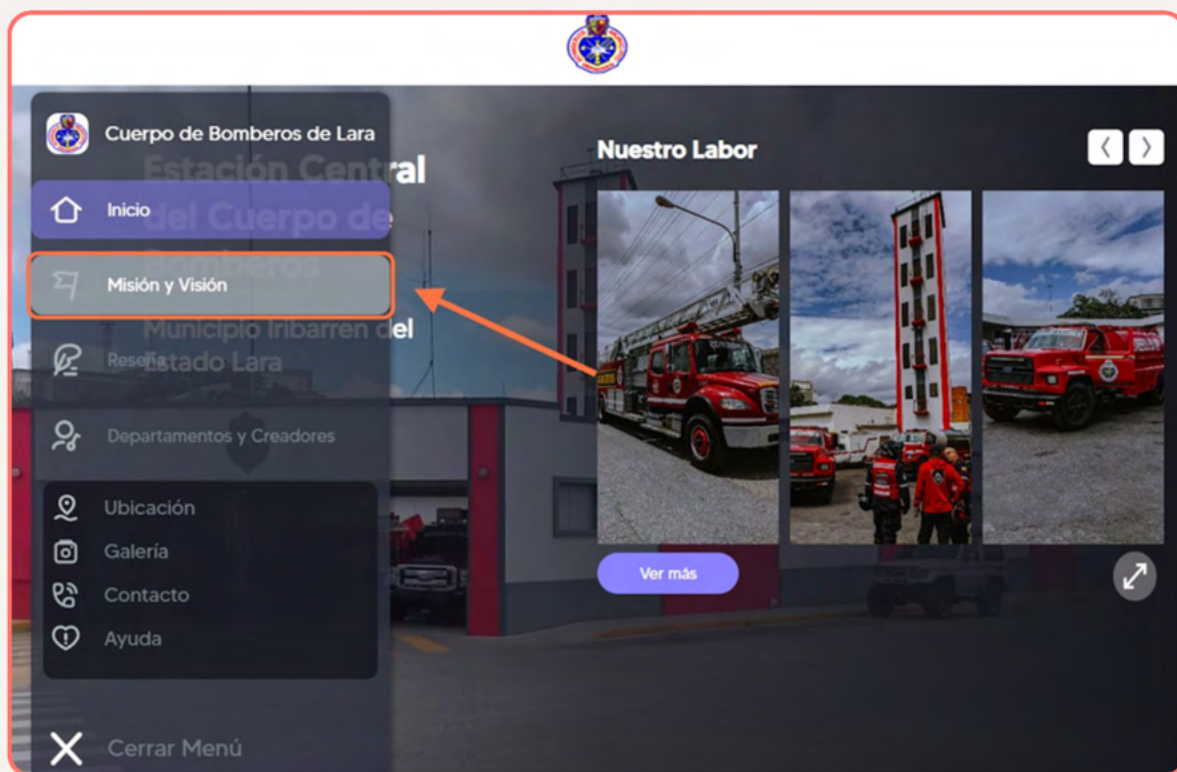 Cuerpo de Bomberos de Lara
Estación Central
del Cuerpo de
Bomberos
Municipio Iribarren del
Estado Lara
Inicio
Misión y Visión
Reseña
Departamentos y Creadores
Ubicación
Galería
Contacto
Ayuda
Cerrar Menú
Nuestro Labor
Ver más